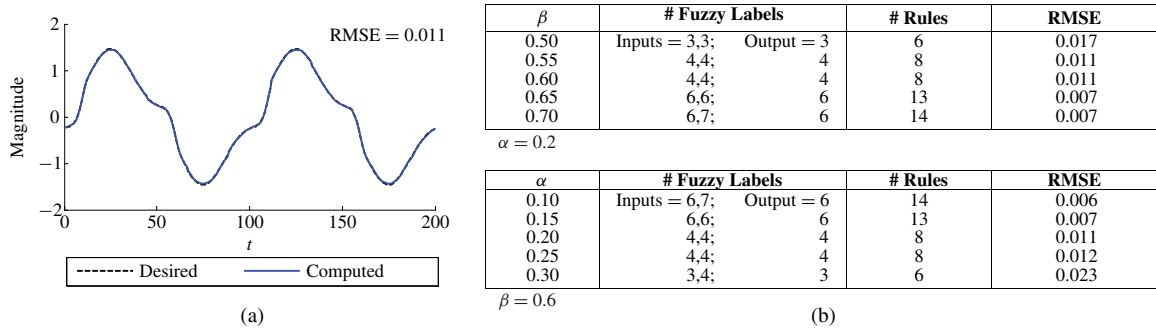 2
1
0
−1
−2
Magnitude
RMSE = 0.011
0 50 100 150 200
t
Desired Computed
(a)
β # Fuzzy Labels # Rules RMSE
0.50 Inputs = 3,3; Output = 3 6 0.017
0.55 4,4; 4 8 0.011
0.60 4,4; 4 8 0.011
0.65 6,6; 6 13 0.007
0.70 6,7; 6 14 0.007
α = 0.2
α # Fuzzy Labels # Rules RMSE
0.10 Inputs = 6,7; Output = 6 14 0.006
0.15 6,6; 6 13 0.007
0.20 4,4; 4 8 0.011
0.25 4,4; 4 8 0.012
0.30 3,4; 3 6 0.023
β = 0.6
(b)